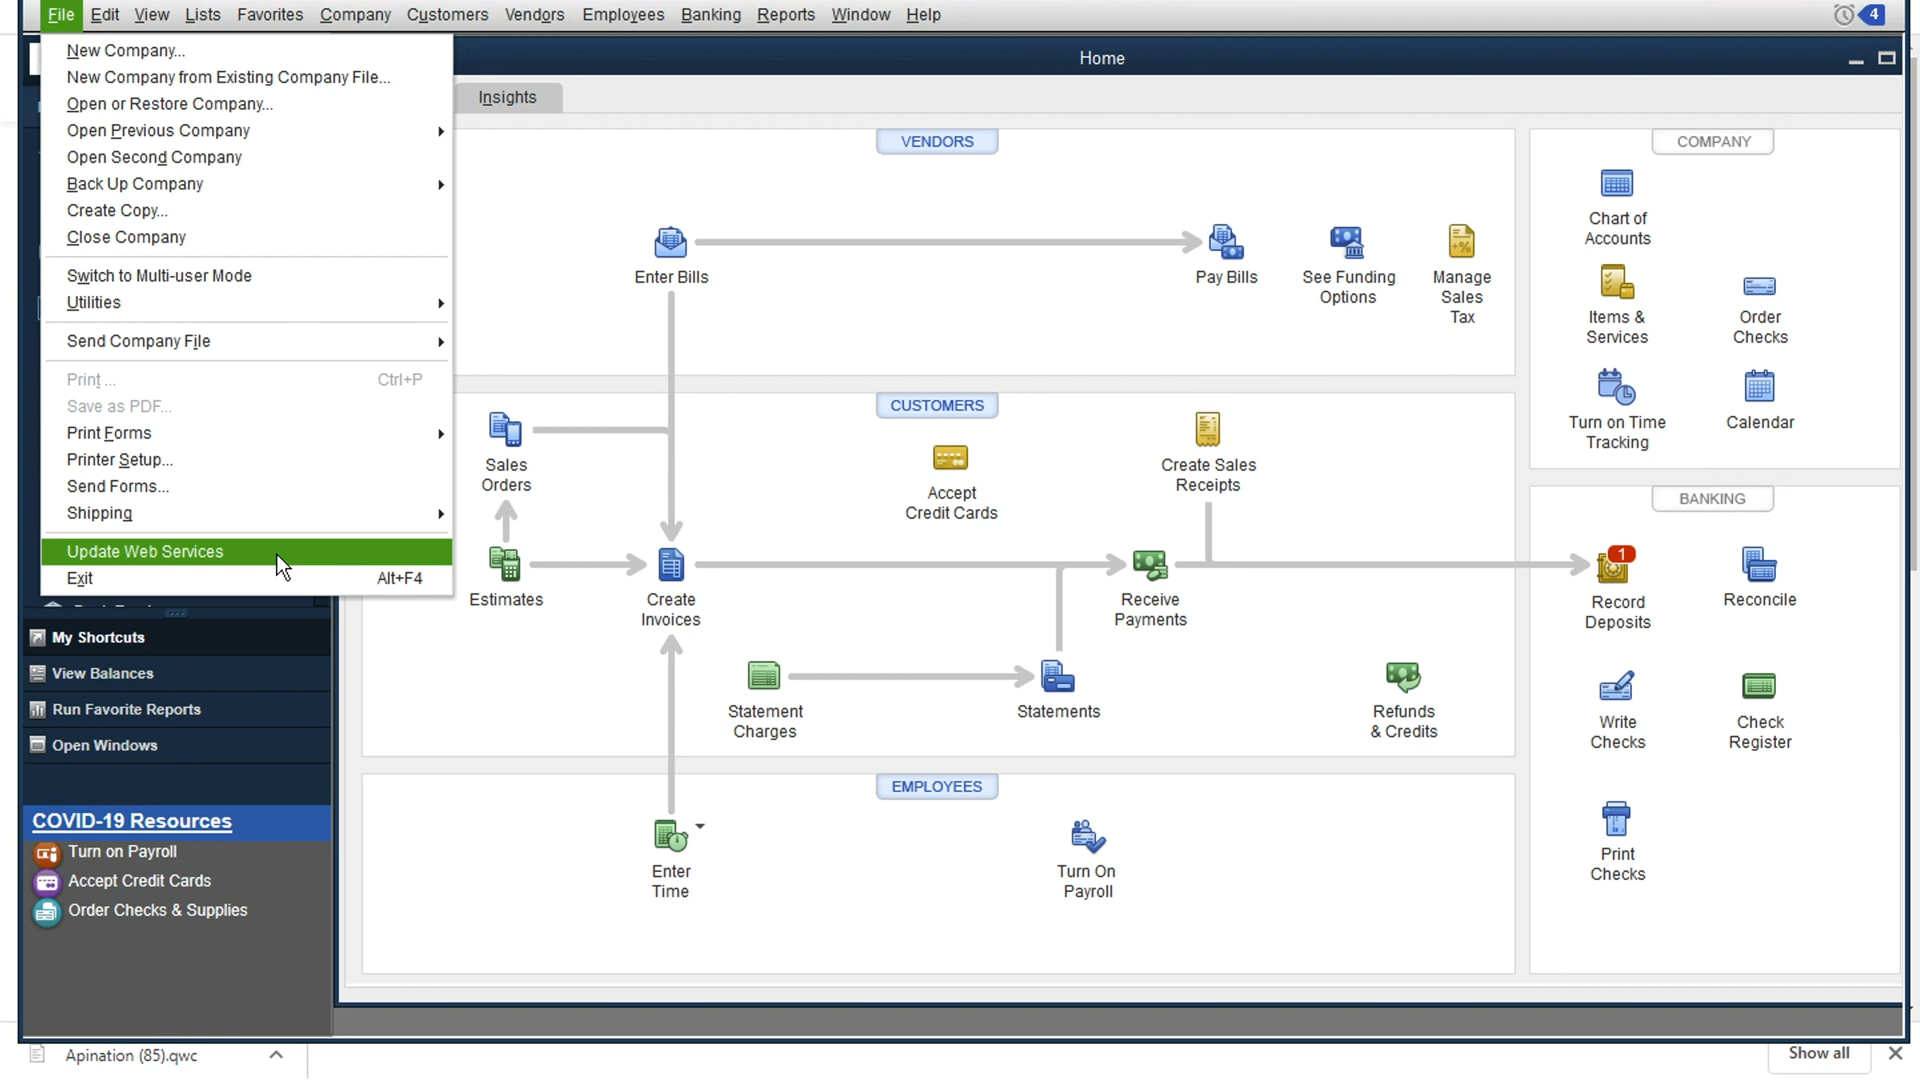 File Edit View Lists Favorites Company Customers Vendors Employees Banking Reports Window Help 4
New Company...
New Company from Existing Company File...
Open or Restore Company...
Open Previous Company
Open Second Company
Back Up Company
Create Copy...
Close Company
Switch to Multi-user Mode
Utilities
Send Company File
Print ... Ctrl+P
Save as PDF...
Print Forms
Printer Setup...
Send Forms...
Shipping
Update Web Services
Exit Alt+F4
My Shortcuts
View Balances
Run Favorite Reports
Open Windows
COVID-19 Resources
Turn on Payroll
Accept Credit Cards
Order Checks & Supplies
Home
Insights
VENDORS
Enter Bills
Pay Bills
See Funding
Options
Manage
Sales
Tax
CUSTOMERS
Sales
Orders
Accept
Credit Cards
Create Sales
Receipts
Estimates
Create
Invoices
Receive
Payments
Statement
Charges
Statements
Refunds
& Credits
EMPLOYEES
Enter
Time
Turn On
Payroll
COMPANY
Chart of
Accounts
Items &
Services
Order
Checks
Turn on Time
Tracking
Calendar
BANKING
1
Record
Deposits
Reconcile
Write
Checks
Check
Register
Print
Checks
Apination (85).qwc
Show all